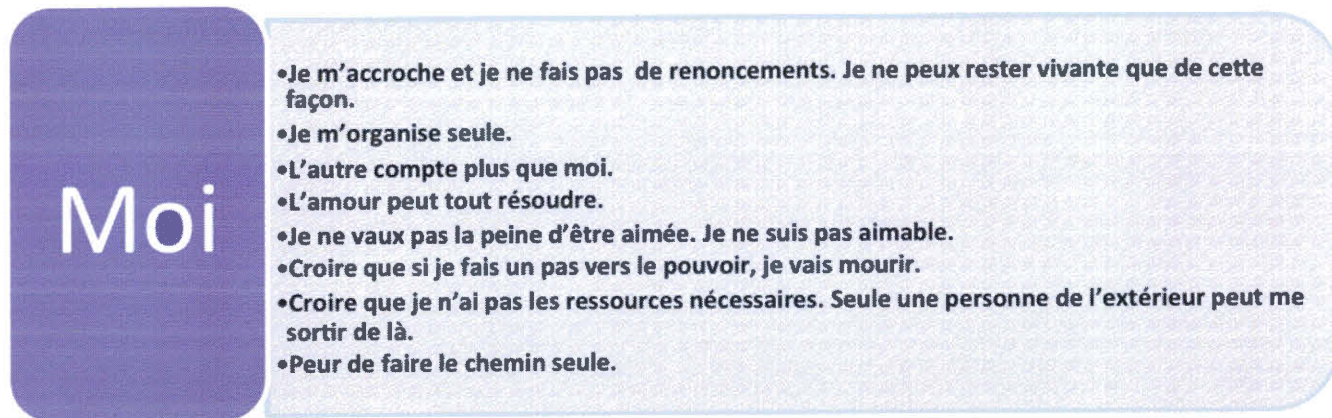 Moi
•Je m’accroche et je ne fais pas de renoncements. Je ne peux rester vivante que de cette
façon.
•Je m’organise seule.
•L’autre compte plus que moi.
•L’amour peut tout résoudre.
•Je ne vaux pas la peine d’être aimée. Je ne suis pas aimable.
•Croire que si je fais un pas vers le pouvoir, je vais mourir.
•Croire que je n’ai pas les ressources nécessaires. Seule une personne de l’extérieur peut me
sortir de là.
•Peur de faire le chemin seule.